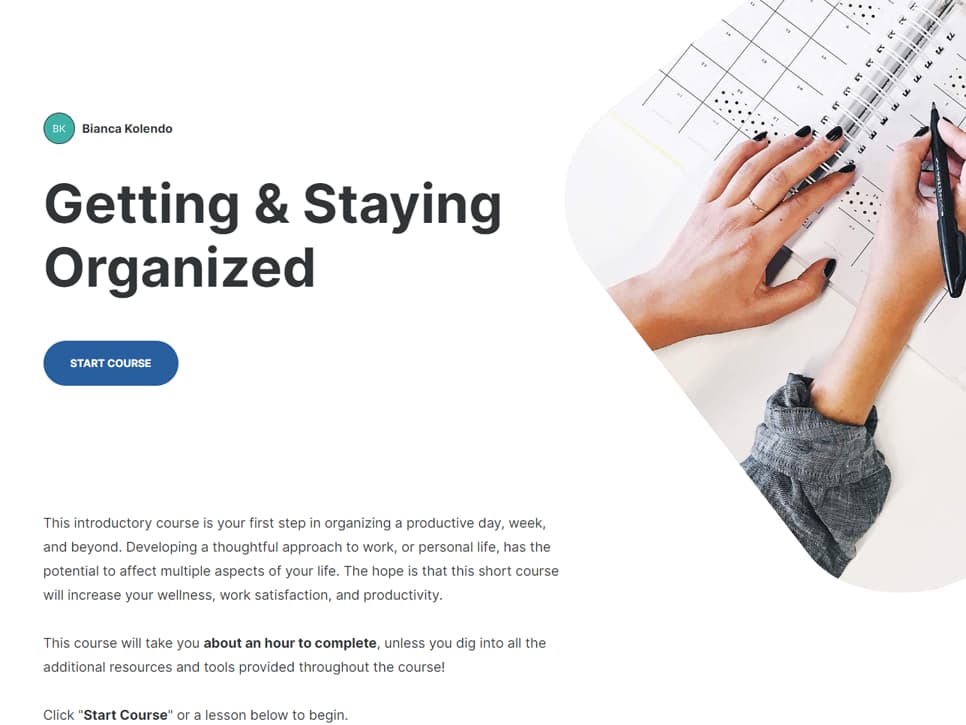 BK
Bianca Kolendo
Getting & Staying
Organized
START COURSE
This introductory course is your first step in organizing a productive day, week,
and beyond. Developing a thoughtful approach to work, or personal life, has the
potential to affect multiple aspects of your life. The hope is that this short course
will increase your wellness, work satisfaction, and productivity.
This course will take you about an hour to complete, unless you dig into all the
additional resources and tools provided throughout the course!
Click "Start Course" or a lesson below to begin.